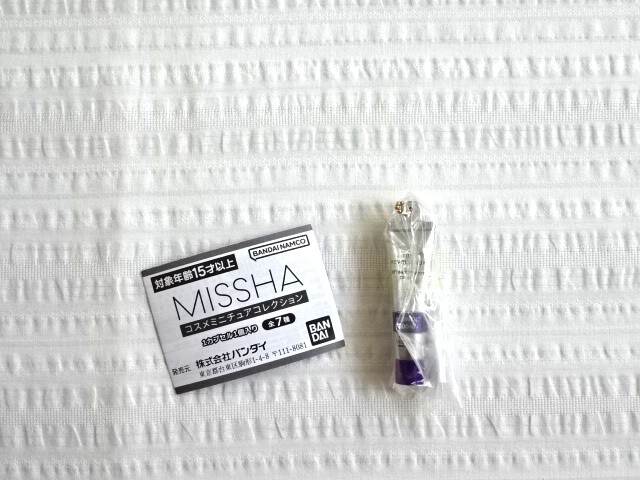 対象年齢15才以上
BANDAI NAMCO
MISSHA
コスメミニチュアコレクション
1カプセル1個入り 全7種
BAN
DAI
発売元 株式会社バンダイ
東京都台東区駒形1-4-8 〒111-8081